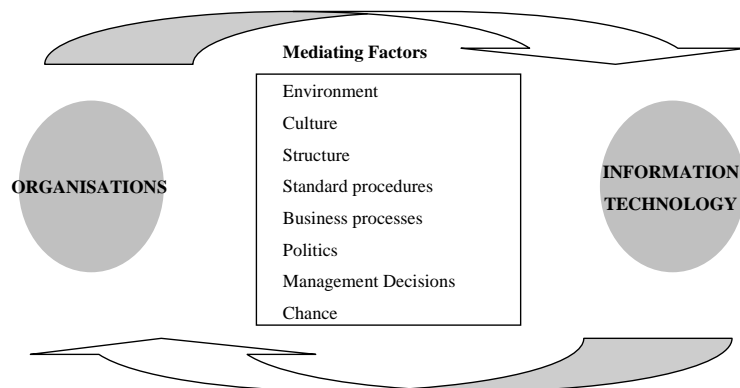 Mediating Factors
Environment
Culture
Structure
Standard procedures
Business processes
Politics
Management Decisions
Chance
ORGANISATIONS
INFORMATION
TECHNOLOGY